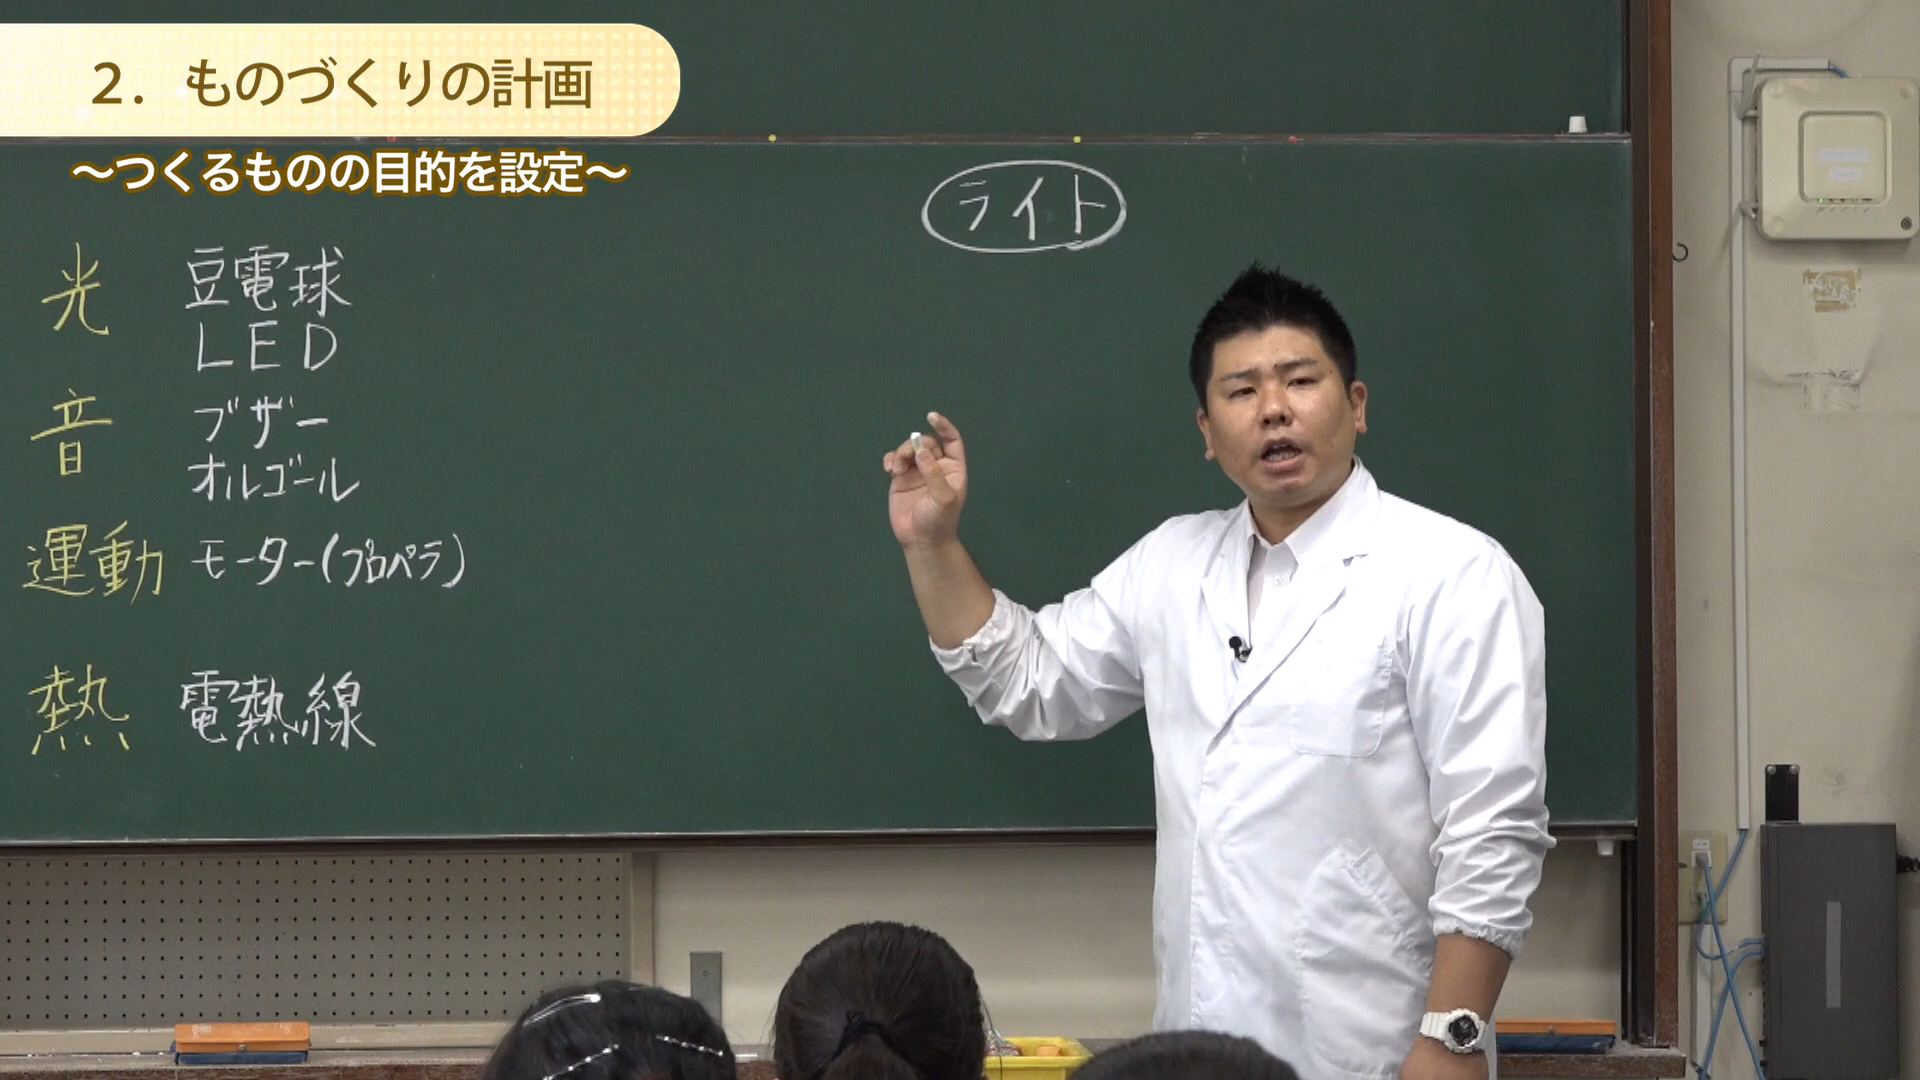 ２．ものづくりの計画
～つくるものの目的を設定～
ライト
光 豆電球
LED
音 ブザー
オルゴール
運動 モーター(プロペラ)
熱 電熱線